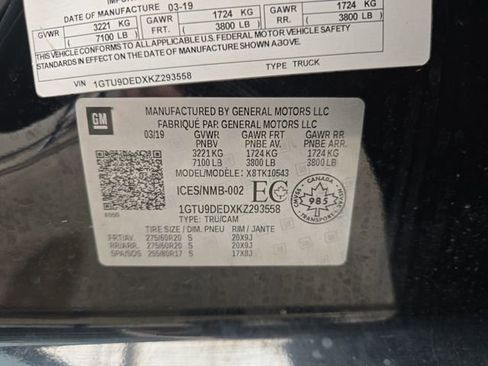 DATE OF MANUFACTURE 03-19
GVWR 3221 KG ( 7100 LB ) GAWR FRT. 1724 KG ( 3800 LB ) GAWR RR. 1724 KG ( 3800 LB )
THIS VEHICLE CONFORMS TO ALL APPLICABLE U.S. FEDERAL MOTOR VEHICLE SAFETY
STANDARDS IN EFFECT ON THE DATE OF MANUFACTURE SHOWN ABOVE.
TYPE TRUCK
VIN 1GTU9DEDXKZ293558
GM
MANUFACTURED BY GENERAL MOTORS LLC
FABRIQUÉ PAR GENERAL MOTORS LLC
03/19 GVWR GAWR FRT GAWR RR
PNBV PNBE AV. PNBE ARR.
3221 KG 1724 KG 1724 KG
7100 LB 3800 LB 3800 LB
MODEL/MODÈLE: X8TK10543
ICES/NMB-002 EC
CANADA
985
TRANSPORT
1GTU9DEDXKZ293558
TYPE: TRU/CAM
TIRE SIZE / DIM. PNEU RIM / JANTE
FRT/AV. 275/60R20 S 20X9J
RR/ARR. 275/60R20 S 20X9J
SPA/SOS 255/80R17 S 17X8J